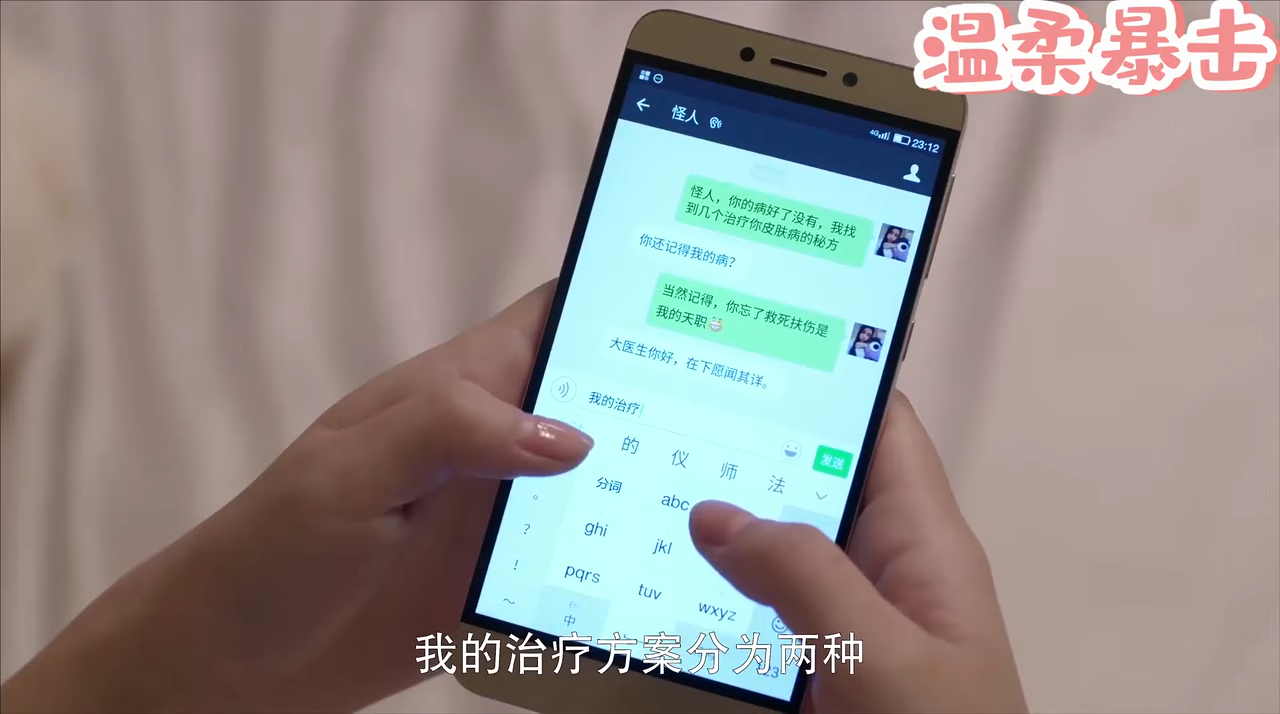 温柔暴击
4G
23:12
怪人
怪人，你的病好了没有，我找
到几个治疗你皮肤病的秘方
你还记得我的病？
当然记得，你忘了救死扶伤是
我的天职
大医生你好，在下愿闻其详。
我的治疗
发送
的 仪 师 法
分词 abc
。
ghi jkl
?
pqrs tuv wxyz
!
~
En
中
我的治疗方案分为两种